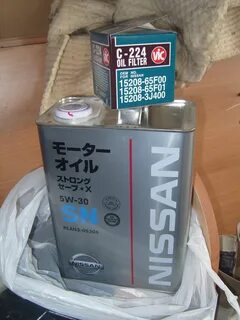 C-224
OIL FILTER
VIC
15208-65F00
15208-65F01
15208-3J400
モーター
オイル
ストロング
セーブ・X
5W-30
SN
NISSAN
NISSAN